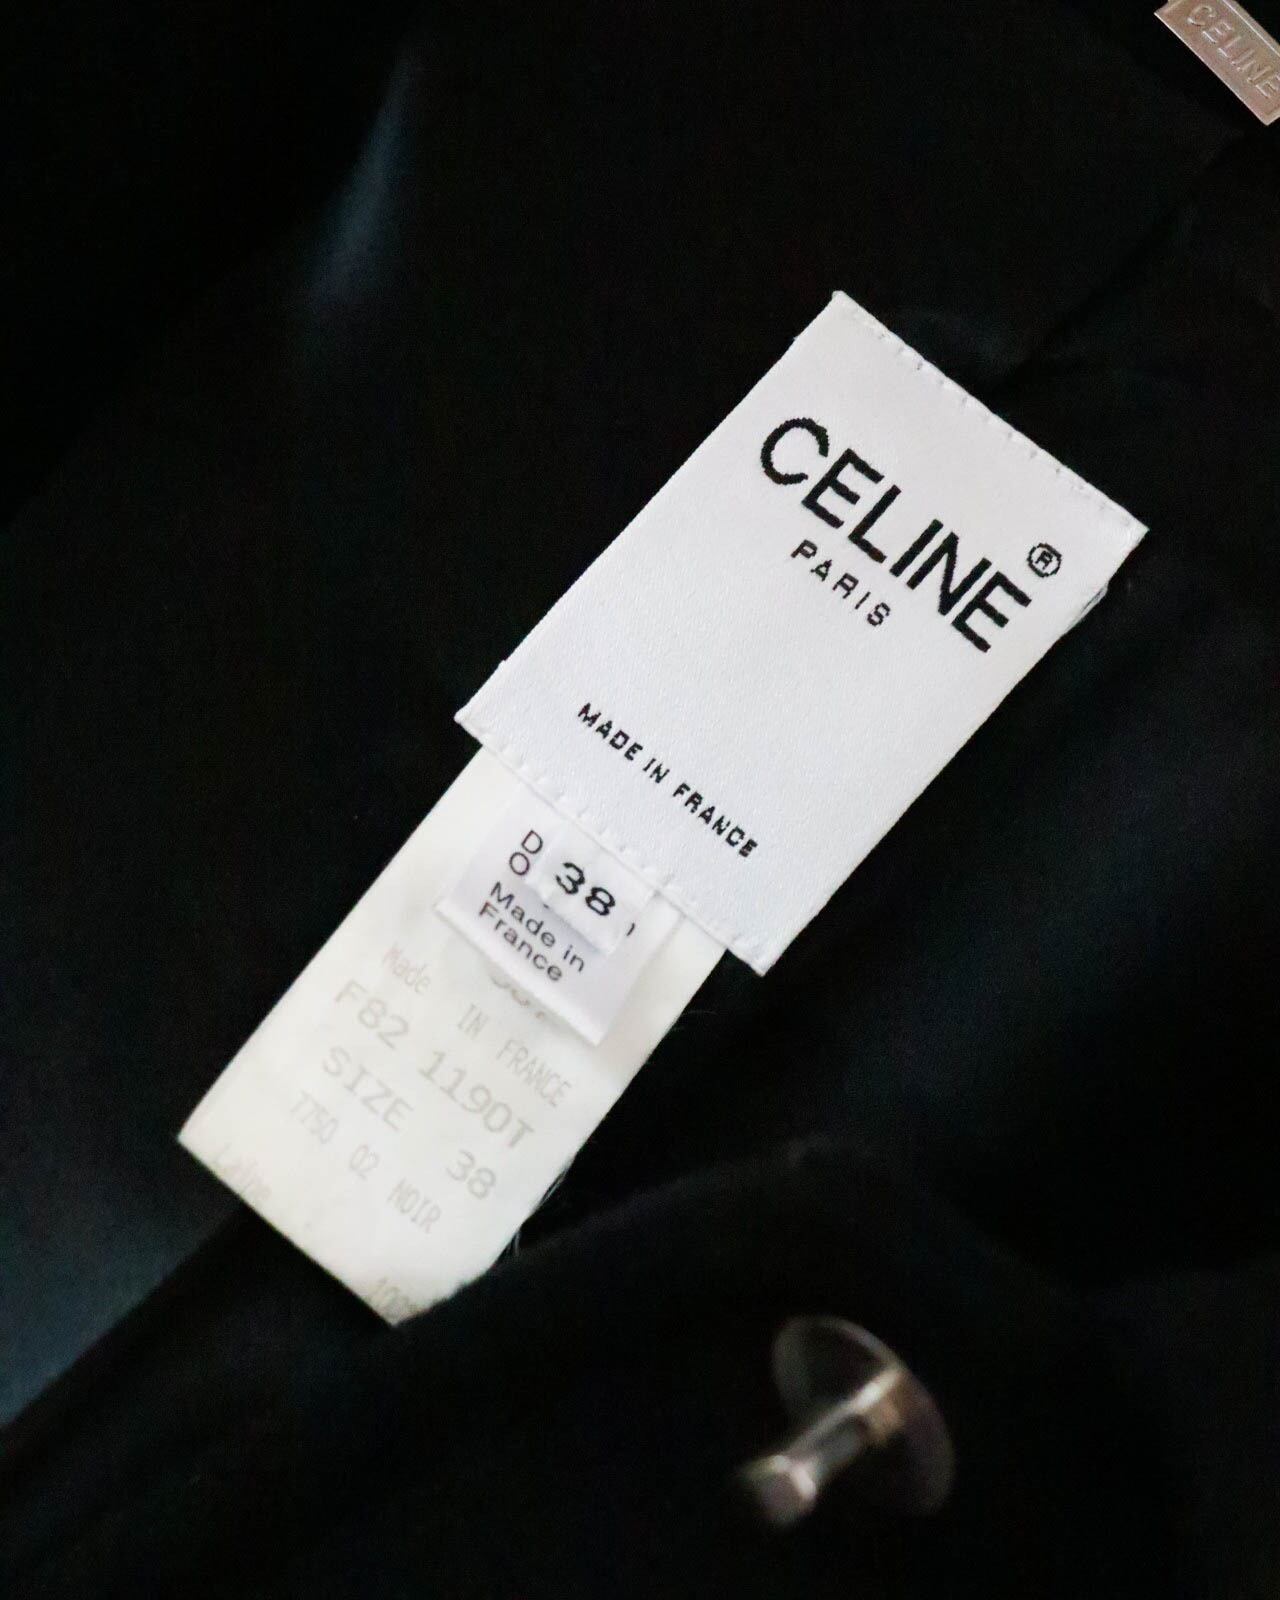 CELINE
CELINE®
PARIS
MADE IN FRANCE
38
D
O
Made in
France
Made IN FRANCE
F82 1190T
SIZE 38
7750 02 NOIR